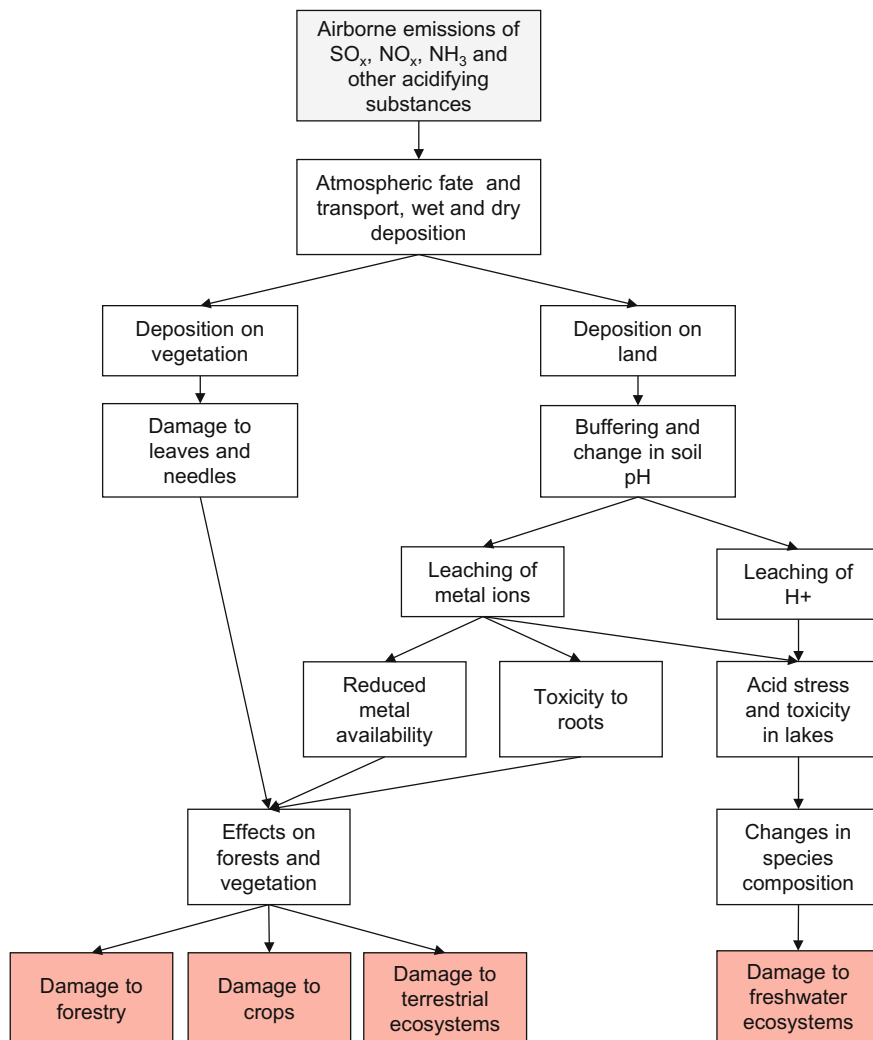 Airborne emissions of
SOₓ, NOₓ, NH₃ and
other acidifying
substances
Atmospheric fate and
transport, wet and dry
deposition
Deposition on
vegetation
Deposition on
land
Damage to
leaves and
needles
Buffering and
change in soil
pH
Leaching of
metal ions
Leaching of
H+
Reduced
metal
availability
Toxicity to
roots
Acid stress
and toxicity
in lakes
Effects on
forests and
vegetation
Changes in
species
composition
Damage to
forestry
Damage to
crops
Damage to
terrestrial
ecosystems
Damage to
freshwater
ecosystems